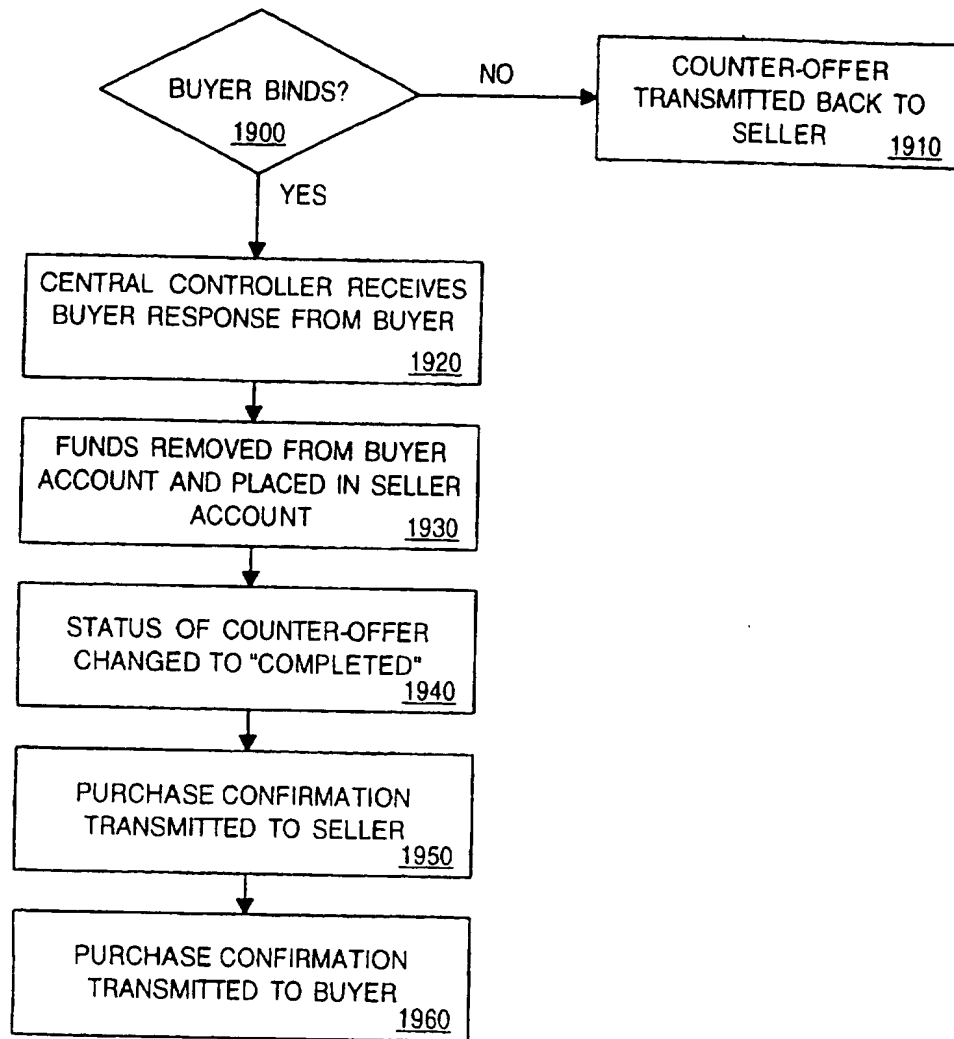 BUYER BINDS?
1900
NO
COUNTER-OFFER
TRANSMITTED BACK TO
SELLER
1910
YES
CENTRAL CONTROLLER RECEIVES
BUYER RESPONSE FROM BUYER
1920
FUNDS REMOVED FROM BUYER
ACCOUNT AND PLACED IN SELLER
ACCOUNT
1930
STATUS OF COUNTER-OFFER
CHANGED TO "COMPLETED"
1940
PURCHASE CONFIRMATION
TRANSMITTED TO SELLER
1950
PURCHASE CONFIRMATION
TRANSMITTED TO BUYER
1960